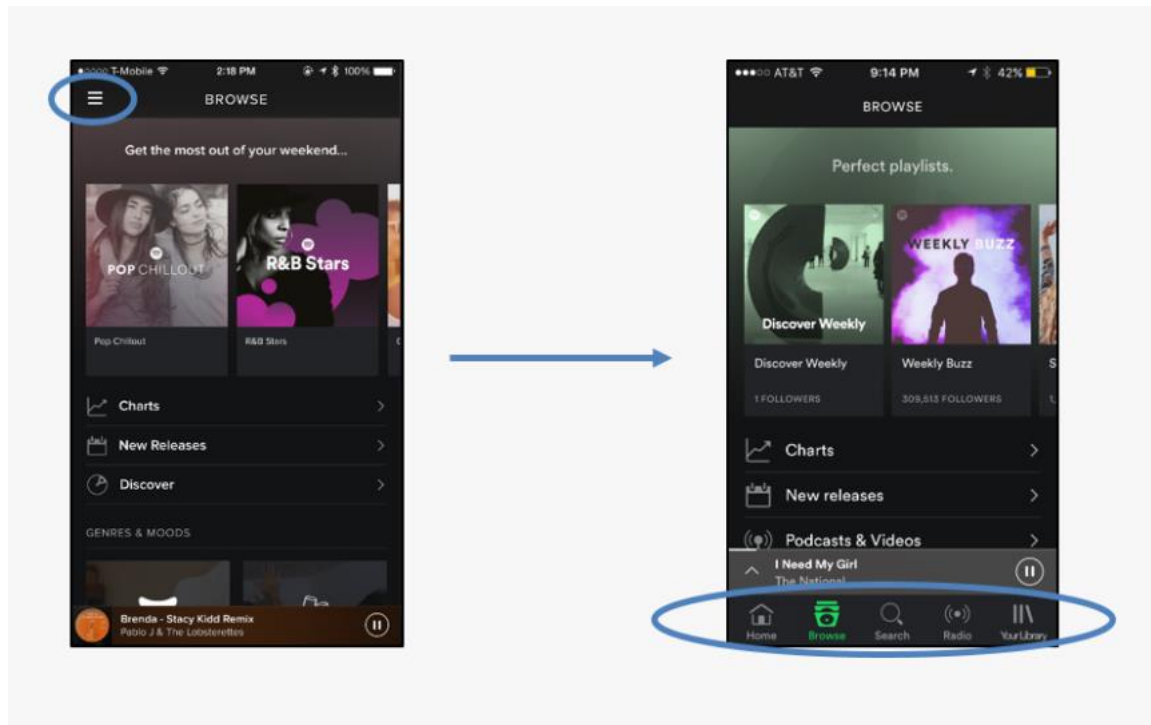 T-Mobile 2:18 PM 100%
BROWSE
Get the most out of your weekend...
POP CHILLOUT
R&B Stars
Pop Chillout
R&B Stars
Charts
New Releases
Discover
GENRES & MOODS
Brenda - Stacy Kidd Remix
Pablo J & The Lobsterettes
AT&T 9:14 PM 42%
BROWSE
Perfect playlists.
WEEKLY BUZZ
Discover Weekly
Discover Weekly
Weekly Buzz
S
1 FOLLOWERS
309,513 FOLLOWERS
1,
Charts
New releases
Podcasts & Videos
I Need My Girl
The National
Home
Browse
Search
Radio
Your Library